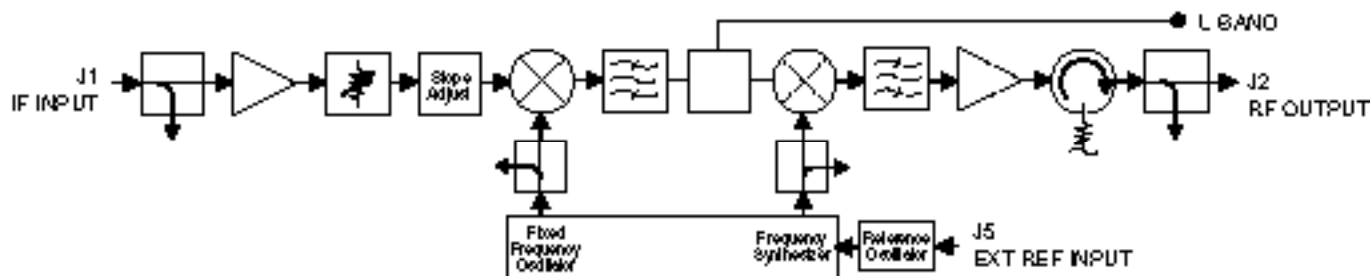 L BAND
J1
IF INPUT
Slope
Adjust
J2
RF OUTPUT
Fixed
Frequency
Oscillator
Frequency
Synthesizer
Reference
Oscillator
J5
EXT REF INPUT